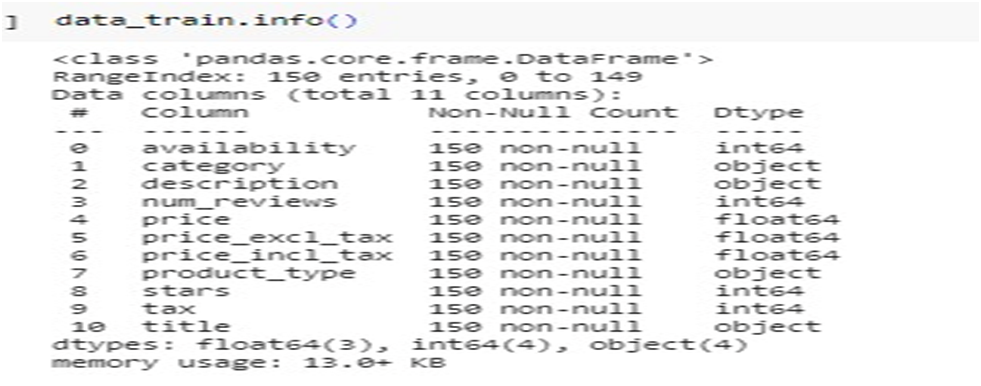 ] data_train.info()
<class 'pandas.core.frame.DataFrame'>
RangeIndex: 150 entries, 0 to 149
Data columns (total 11 columns):
 #   Column          Non-Null Count  Dtype
---  ------          --------------  -----
 0   availability    150 non-null    int64
 1   category        150 non-null    object
 2   description     150 non-null    object
 3   num_reviews     150 non-null    int64
 4   price           150 non-null    float64
 5   price_excl_tax  150 non-null    float64
 6   price_incl_tax  150 non-null    float64
 7   product_type    150 non-null    object
 8   stars           150 non-null    int64
 9   tax             150 non-null    int64
 10  title           150 non-null    object
dtypes: float64(3), int64(4), object(4)
memory usage: 13.0+ KB